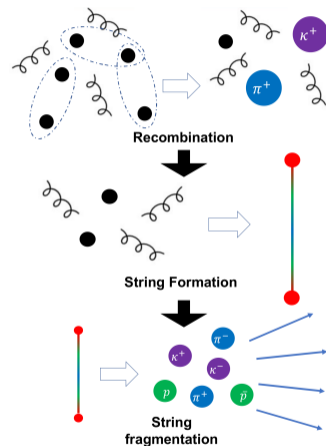 κ⁺
π⁺
Recombination
String Formation
π⁻
κ⁺
κ⁻
p
π⁺
p̄
String
fragmentation